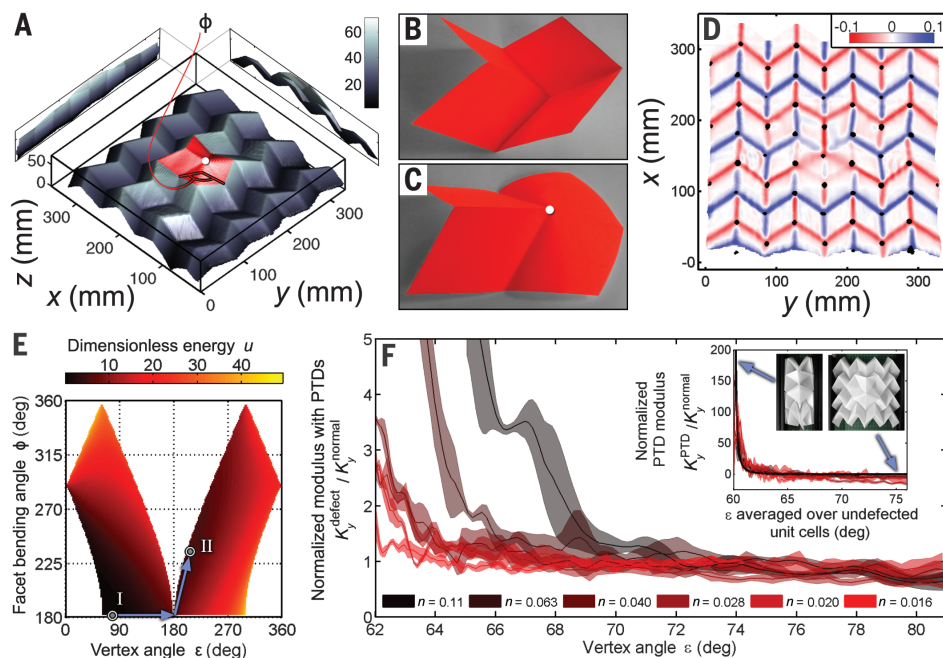 A
ϕ
60
40
20
50
0
z (mm)
300
200
100
x (mm)
0
100
200
300
y (mm)
B
C
D
-0.1
0
0.1
300
200
100
-0
x (mm)
0
100
200
300
y (mm)
E
Dimensionless energy u
10
20
30
40
Facet bending angle ϕ (deg)
360
315
270
225
180
I
II
0
90
180
270
360
Vertex angle ε (deg)
F
Normalized modulus with PTDs
K_y^defect / K_y^normal
5
4
3
2
1
0
n = 0.11
n = 0.063
n = 0.040
n = 0.028
n = 0.020
n = 0.016
62
64
66
68
70
72
74
76
78
80
Vertex angle ε (deg)
Normalized
PTD modulus
K_y^PTD / K_y^normal
200
150
100
50
0
60
65
70
75
ε averaged over undefected
unit cells (deg)